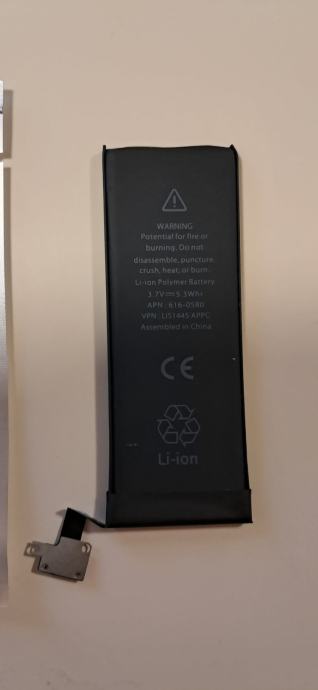 WARNING:
Potential for fire or
burning. Do not
disassemble, puncture,
crush, heat, or burn.
Li-ion Polymer Battery
3.7V⎓5.3Whr
APN : 616-0580
VPN : LIS1445 APPC
Assembled in China
CE
Li-ion